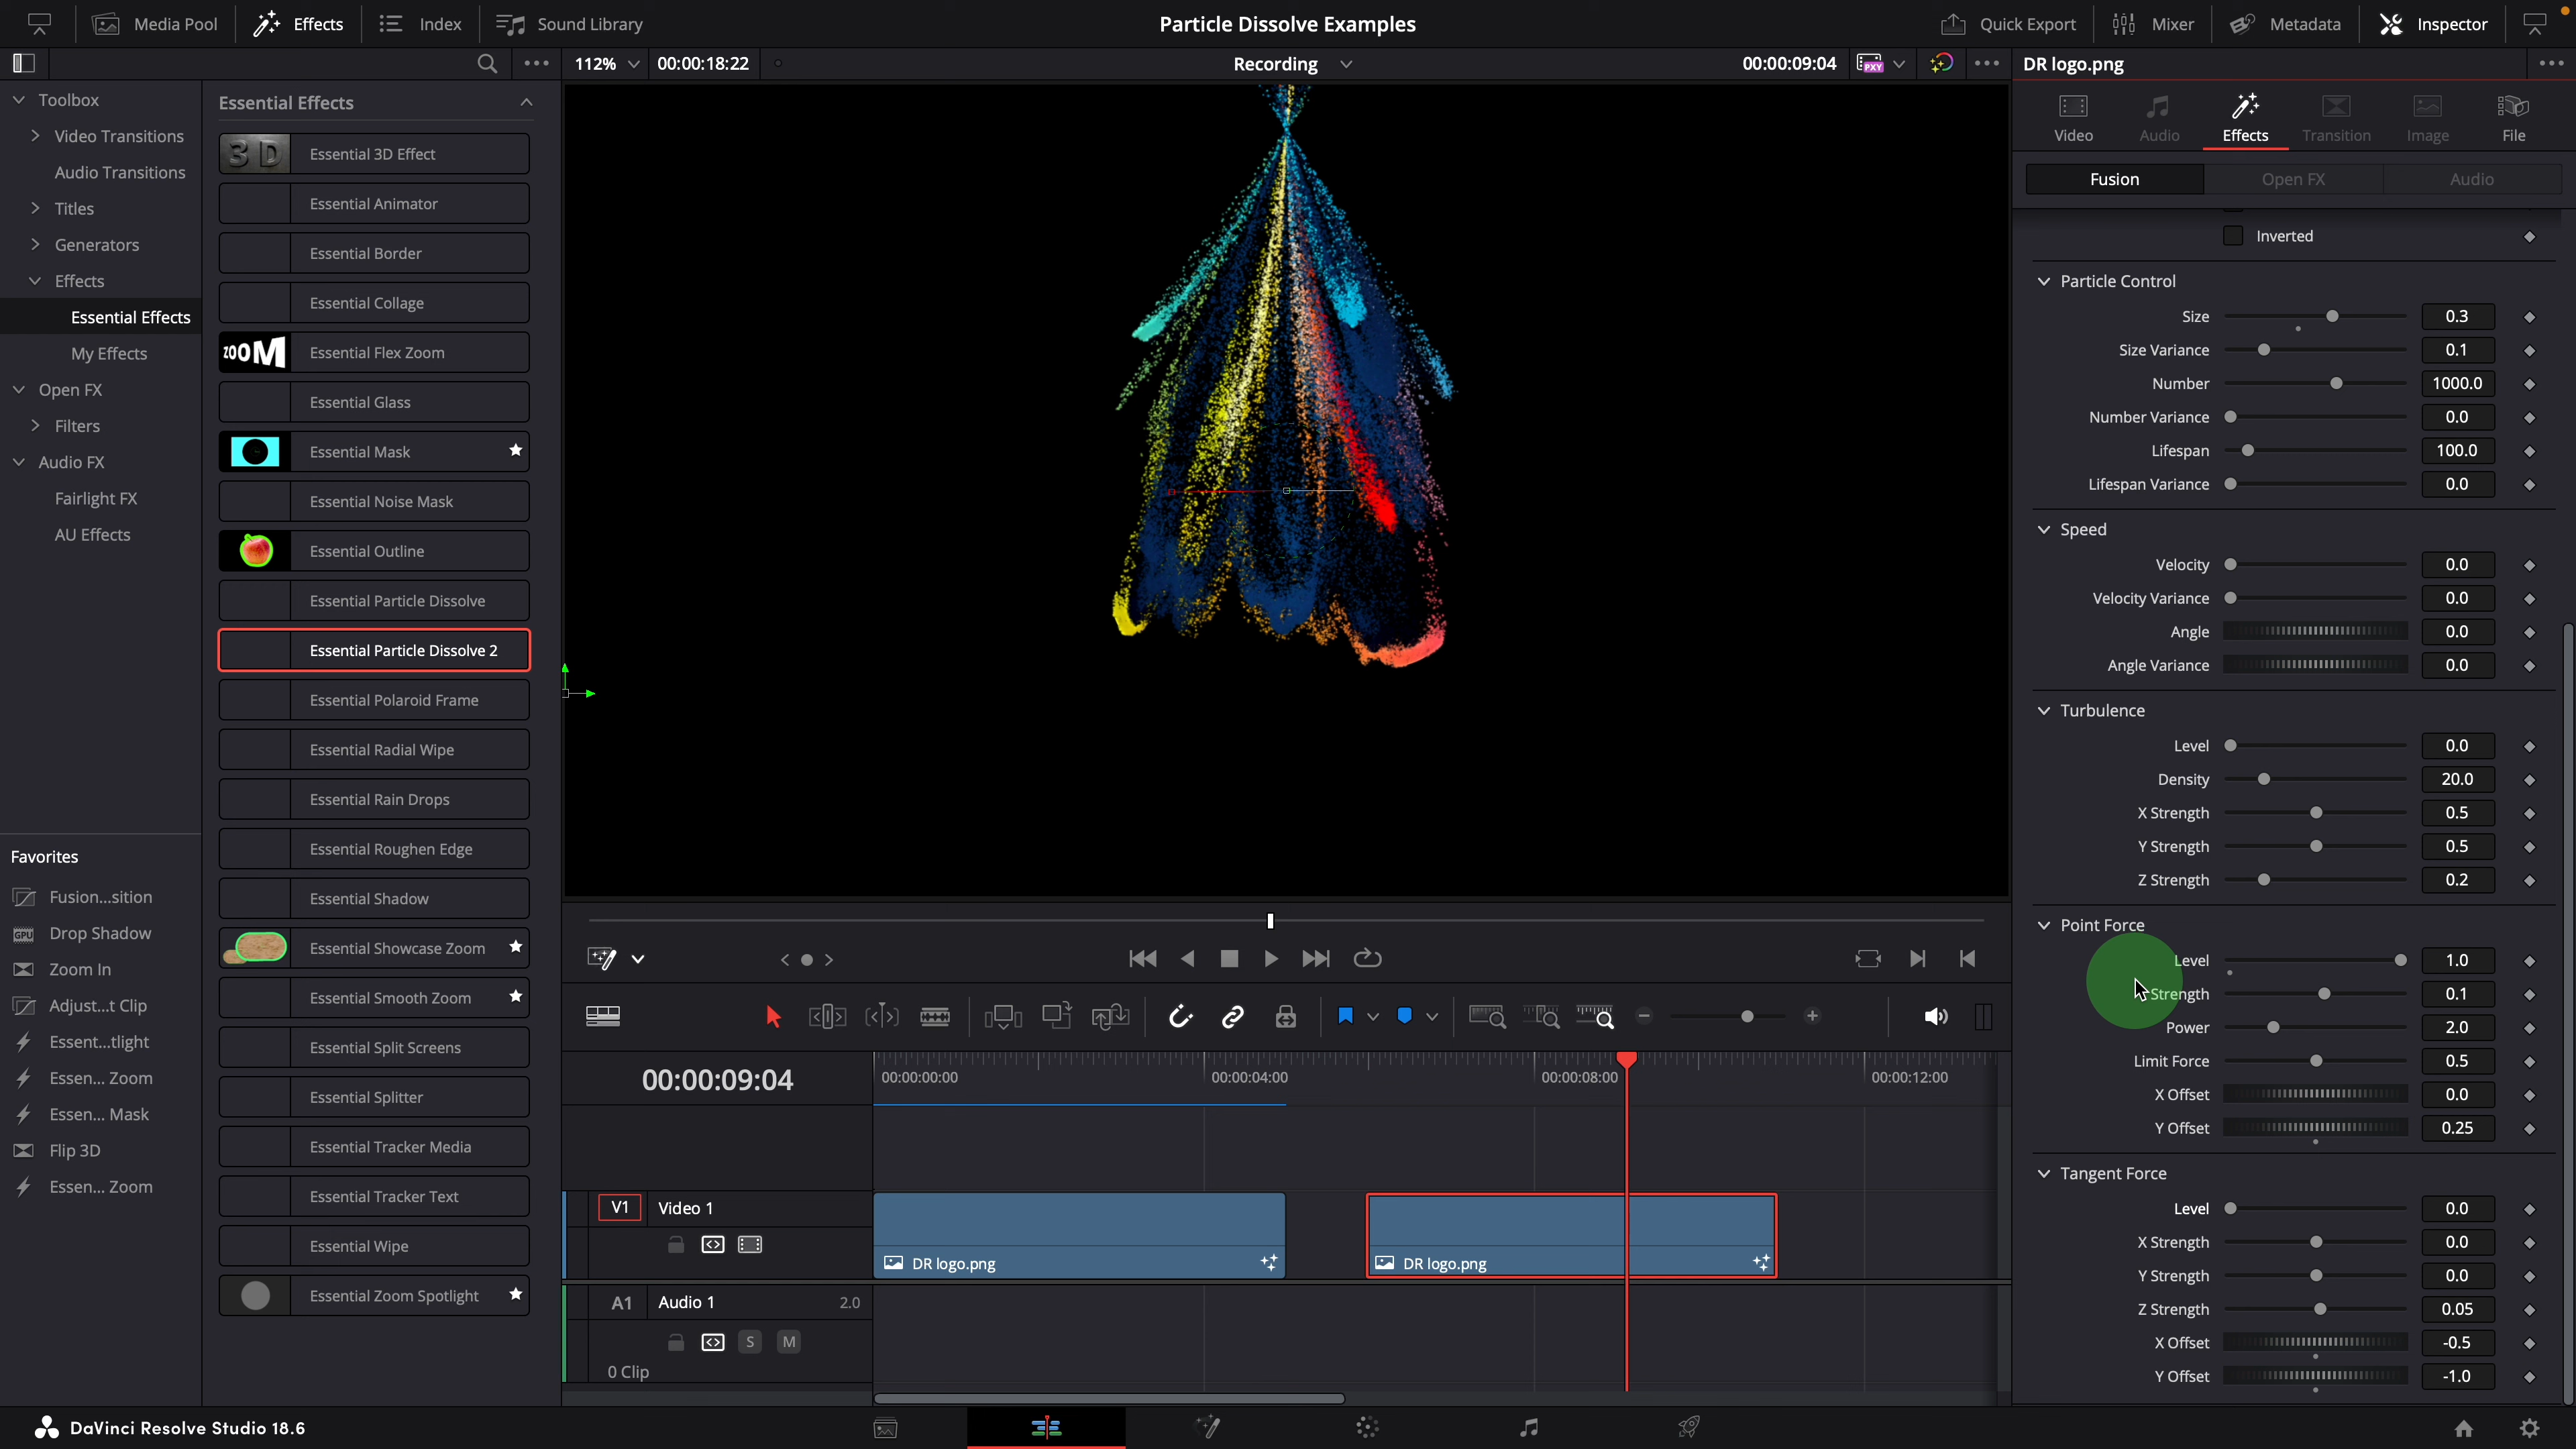 Media Pool
Effects
Index
Sound Library
Particle Dissolve Examples
Quick Export
Mixer
Metadata
Inspector
112%
00:00:18:22
Recording
00:00:09:04
PXY
DR logo.png
Toolbox
Video Transitions
Audio Transitions
Titles
Generators
Effects
Essential Effects
My Effects
Open FX
Filters
Audio FX
Fairlight FX
AU Effects
Favorites
Fusion...sition
GPU
Drop Shadow
Zoom In
Adjust...t Clip
Essent...tlight
Essen... Zoom
Essen... Mask
Flip 3D
Essen... Zoom
Essential Effects
3D
Essential 3D Effect
Essential Animator
Essential Border
Essential Collage
ZOOM
Essential Flex Zoom
Essential Glass
Essential Mask
Essential Noise Mask
Essential Outline
Essential Particle Dissolve
Essential Particle Dissolve 2
Essential Polaroid Frame
Essential Radial Wipe
Essential Rain Drops
Essential Roughen Edge
Essential Shadow
Essential Showcase Zoom
Essential Smooth Zoom
Essential Split Screens
Essential Splitter
Essential Tracker Media
Essential Tracker Text
Essential Wipe
Essential Zoom Spotlight
00:00:09:04
00:00:00:00
00:00:04:00
00:00:08:00
00:00:12:00
V1
Video 1
DR logo.png
DR logo.png
A1
Audio 1
2.0
S
M
0 Clip
Video
Audio
Effects
Transition
Image
File
Fusion
Open FX
Audio
Inverted
Particle Control
Size 0.3
Size Variance 0.1
Number 1000.0
Number Variance 0.0
Lifespan 100.0
Lifespan Variance 0.0
Speed
Velocity 0.0
Velocity Variance 0.0
Angle 0.0
Angle Variance 0.0
Turbulence
Level 0.0
Density 20.0
X Strength 0.5
Y Strength 0.5
Z Strength 0.2
Point Force
Level 1.0
Strength 0.1
Power 2.0
Limit Force 0.5
X Offset 0.0
Y Offset 0.25
Tangent Force
Level 0.0
X Strength 0.0
Y Strength 0.0
Z Strength 0.05
X Offset -0.5
Y Offset -1.0
DaVinci Resolve Studio 18.6